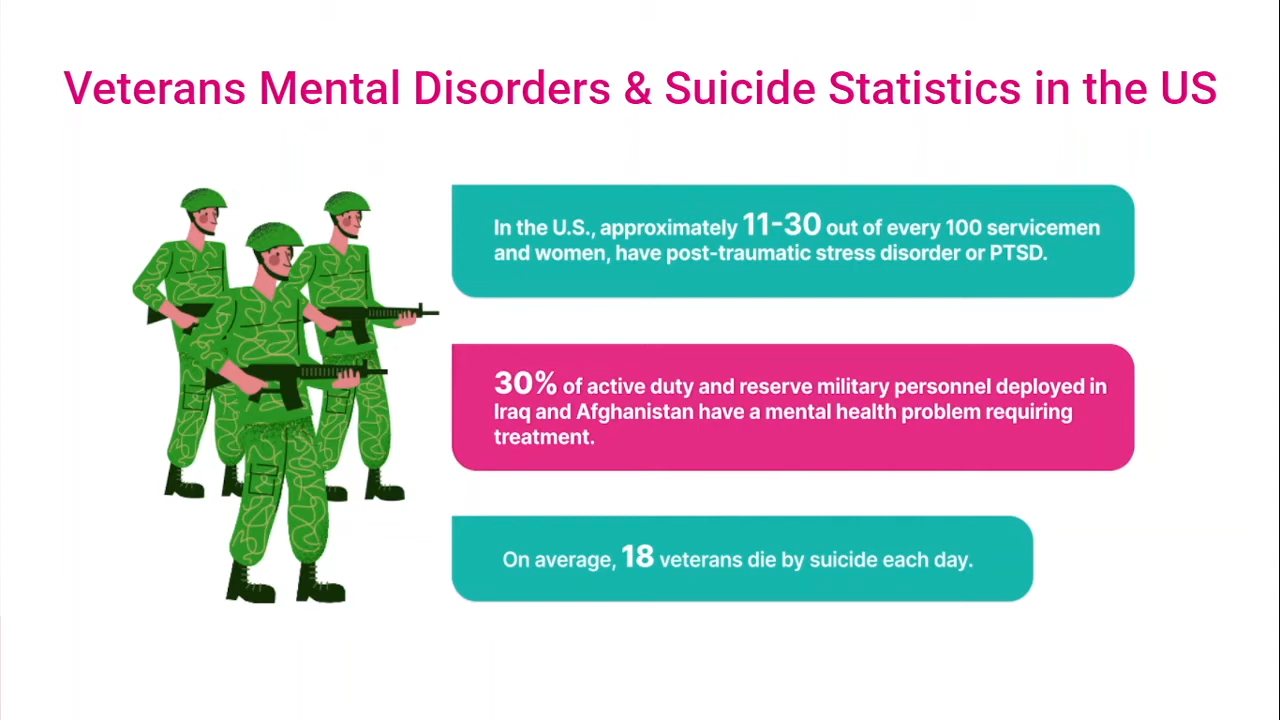 Veterans Mental Disorders & Suicide Statistics in the US
In the U.S., approximately 11-30 out of every 100 servicemen
and women, have post-traumatic stress disorder or PTSD.
30% of active duty and reserve military personnel deployed in
Iraq and Afghanistan have a mental health problem requiring
treatment.
On average, 18 veterans die by suicide each day.